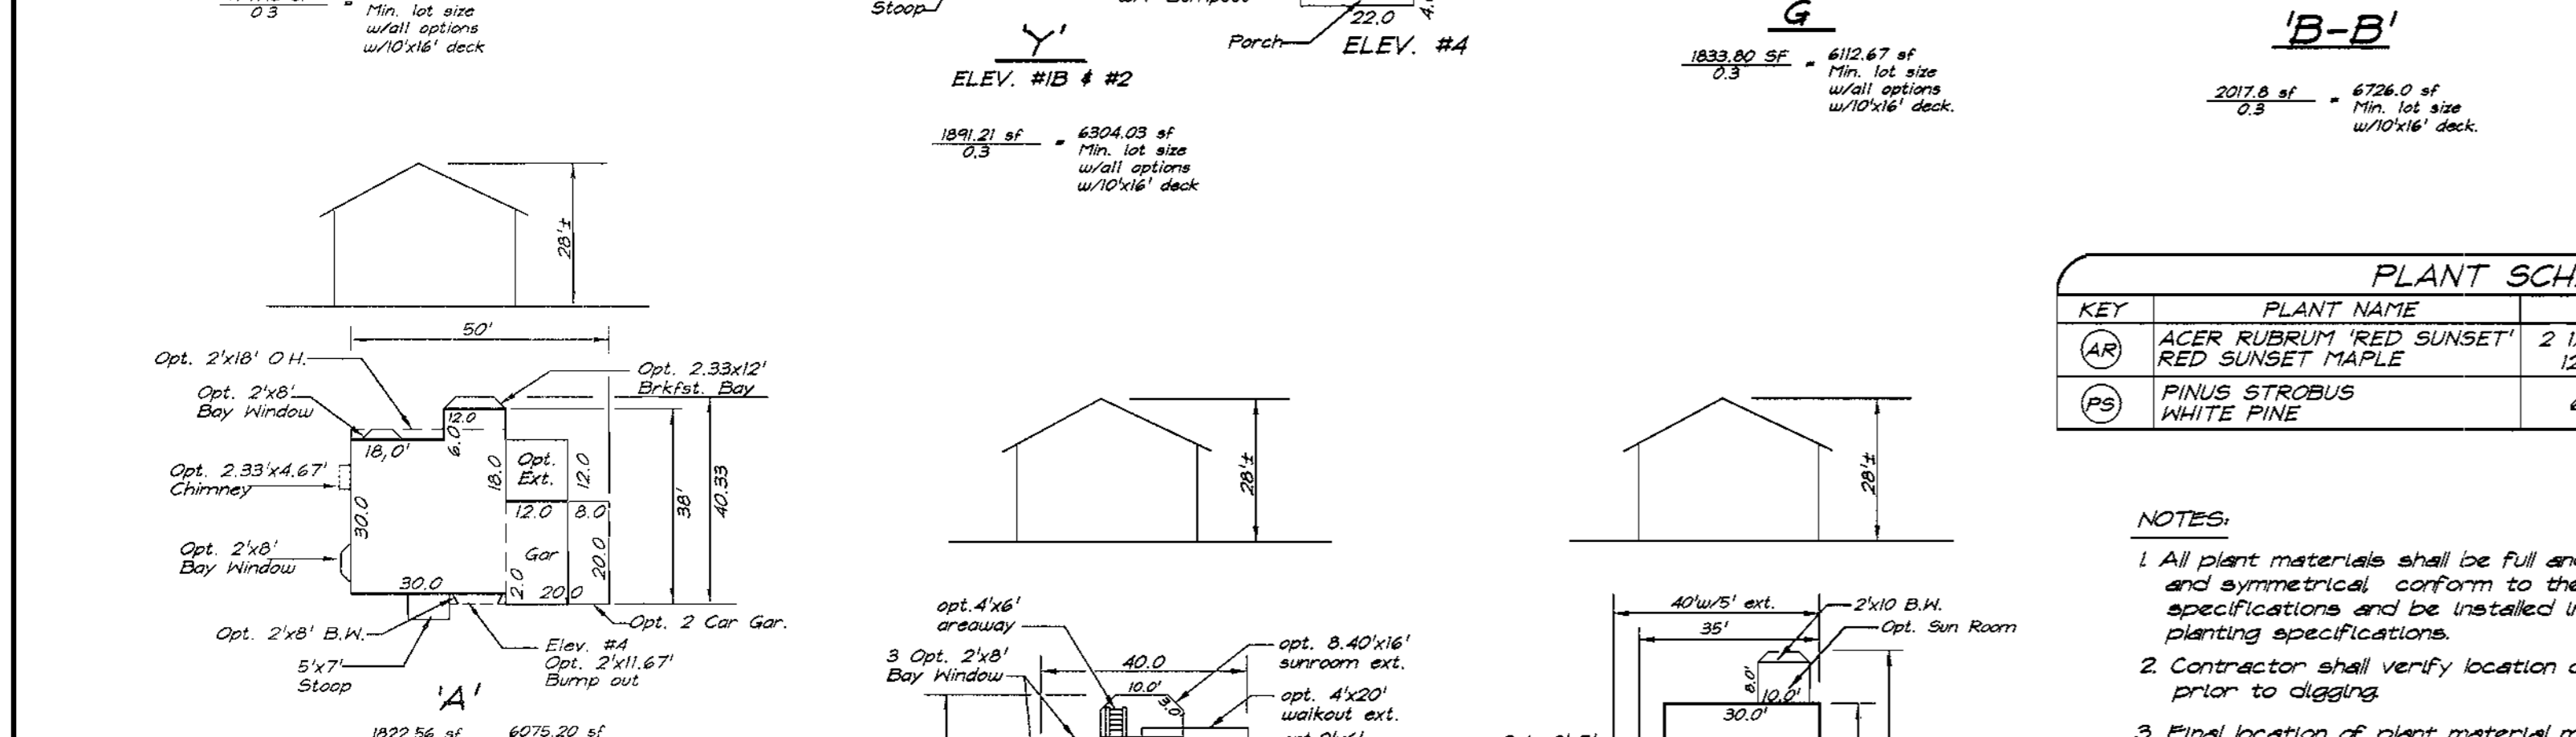 0.3
=
Min. lot size
w/all options
w/10'x16' deck
Stoop
'Y'
ELEV. #1B & #2
1891.21 sf
0.3
=
6304.03 sf
Min. lot size
w/all options
w/10'x16' deck
22.0
Porch
ELEV. #4
G
1833.80 SF
0.3
=
6112.67 sf
Min. lot size
w/all options
w/10'x16' deck.
'B-B'
2017.8 sf
0.3
=
6726.0 sf
Min. lot size
w/10'x16' deck.
28'±
50'
Opt. 2'x18' O.H.
Opt. 2'x8'
Bay Window
Opt. 2.33x12'
Brkfst. Bay
12.0
6.0
18.0'
Opt. 2.33'x4.67'
Chimney
18.0
Opt.
Ext.
12.0
38'
40.33
30.0
12.0
8.0
Opt. 2'x8'
Bay Window
Gar
20.0
30.0
2.0
20.0
Opt. 2'x8' B.W.
Opt. 2 Car Gar.
5'x7'
Stoop
Elev. #4
Opt. 2'x11.67'
Bump out
'A'
1822.56 sf
6075.20 sf
28'±
opt.4'x6'
areaway
3 Opt. 2'x8'
Bay Window
40.0
10.0'
3.0
opt. 8.40'x16'
sunroom ext.
opt. 4'x20'
walkout ext.
28'±
40'w/5' ext.
35'
2'x10 B.W.
Opt. Sun Room
8.0'
10.0'
30.0'
PLANT
KEY
PLANT NAME
AR
ACER RUBRUM 'RED SUNSET'
RED SUNSET MAPLE
2
PS
PINUS STROBUS
WHITE PINE
NOTES:
1. All plant materials shall be full
and symmetrical, conform to the
specifications and be installed
planting specifications.
2. Contractor shall verify location
prior to digging.
3. Final location of plant material